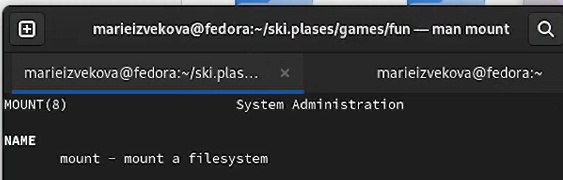 marieizvekova@fedora:~/ski.plases/games/fun — man mount
marieizvekova@fedora:~/ski.plas... × marieizvekova@fedora:~
MOUNT(8) System Administration
NAME
mount - mount a filesystem